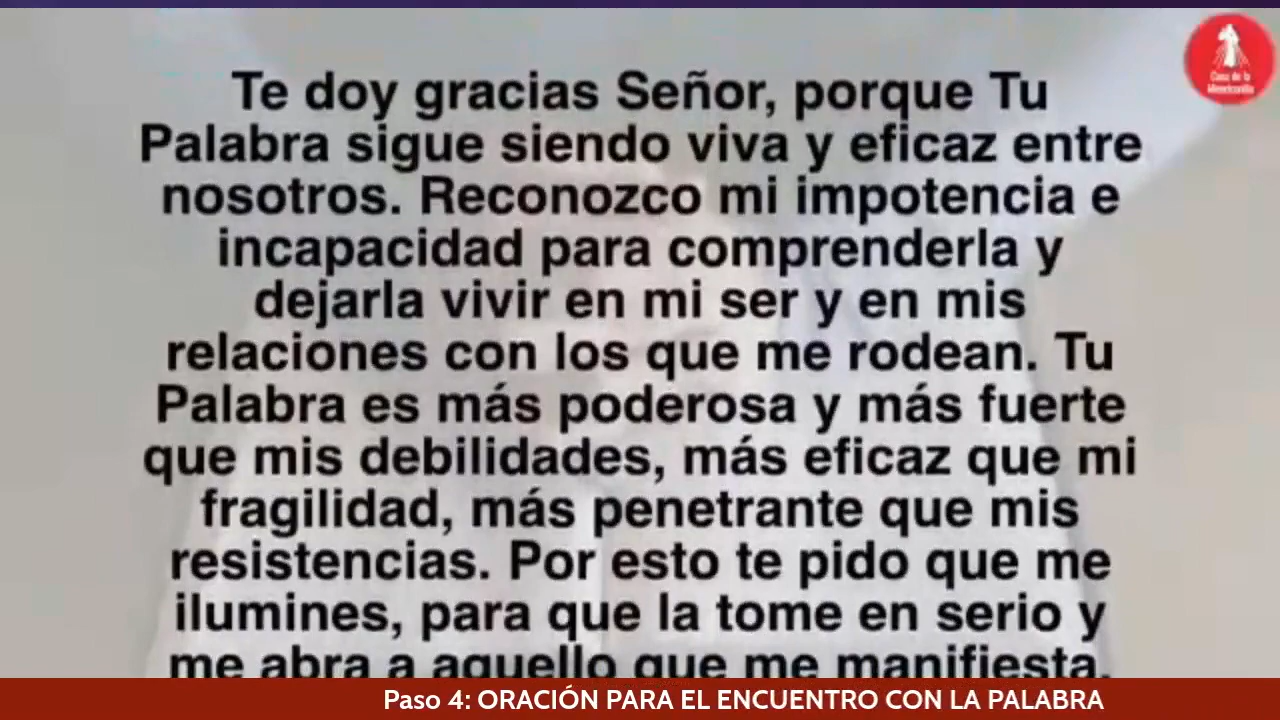 Casa de la
Misericordia
Te doy gracias Señor, porque Tu
Palabra sigue siendo viva y eficaz entre
nosotros. Reconozco mi impotencia e
incapacidad para comprenderla y
dejarla vivir en mi ser y en mis
relaciones con los que me rodean. Tu
Palabra es más poderosa y más fuerte
que mis debilidades, más eficaz que mi
fragilidad, más penetrante que mis
resistencias. Por esto te pido que me
ilumines, para que la tome en serio y
me abra a aquello que me manifiesta,
Paso 4: ORACIÓN PARA EL ENCUENTRO CON LA PALABRA